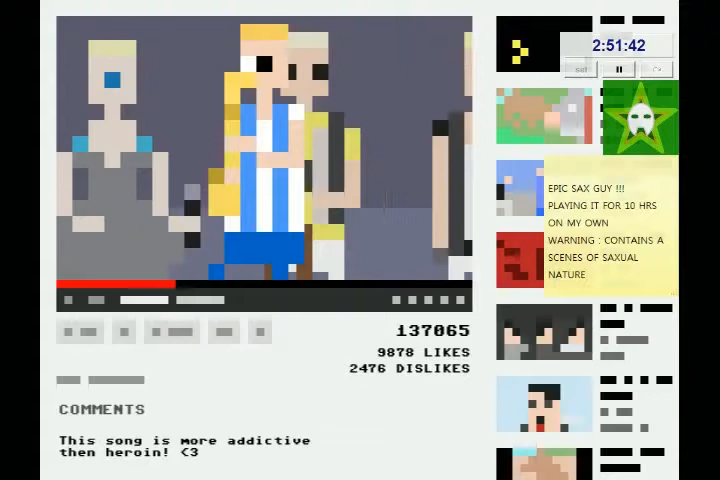 2:51:42
set
EPIC SAX GUY !!!
PLAYING IT FOR 10 HRS
ON MY OWN
WARNING : CONTAINS A
SCENES OF SAXUAL
NATURE
137065
9878 LIKES
2476 DISLIKES
COMMENTS
This song is more addictive
then heroin! <3